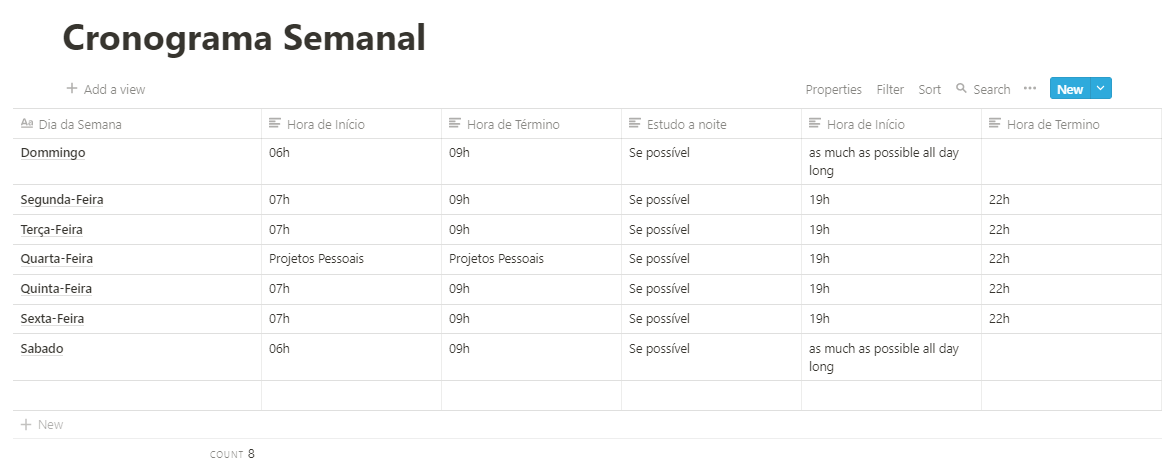 Cronograma Semanal
Add a view
Properties Filter Sort Search ••• New
Aa Dia da Semana Hora de Início Hora de Término Estudo a noite Hora de Início Hora de Termino
Dommingo 06h 09h Se possível as much as possible all day
long
Segunda-Feira 07h 09h Se possível 19h 22h
Terça-Feira 07h 09h Se possível 19h 22h
Quarta-Feira Projetos Pessoais Projetos Pessoais Se possível 19h 22h
Quinta-Feira 07h 09h Se possível 19h 22h
Sexta-Feira 07h 09h Se possível 19h 22h
Sabado 06h 09h Se possível as much as possible all day
long
New
COUNT 8